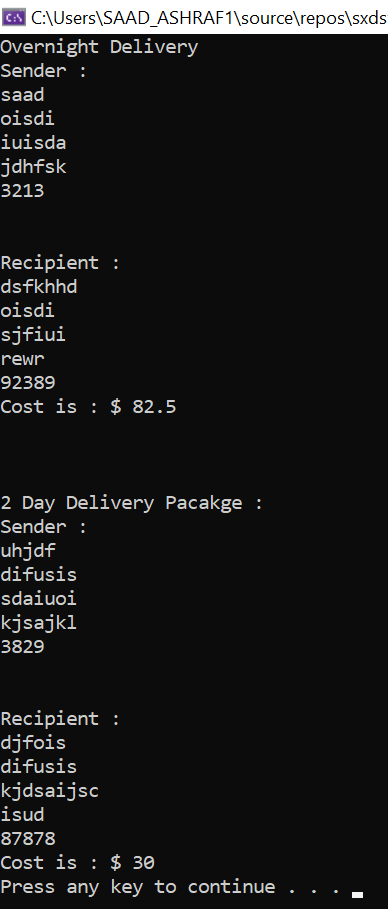 C:\Users\SAAD_ASHRAF1\source\repos\sxds
Overnight Delivery
Sender :
saad
oisdi
iuisda
jdhfsk
3213
Recipient :
dsfkhhd
oisdi
sjfiui
rewr
92389
Cost is : $ 82.5
2 Day Delivery Pacakge :
Sender :
uhjdf
difusis
sdaiuoi
kjsajkl
3829
Recipient :
djfois
difusis
kjdsaijsc
isud
87878
Cost is : $ 30
Press any key to continue . . .